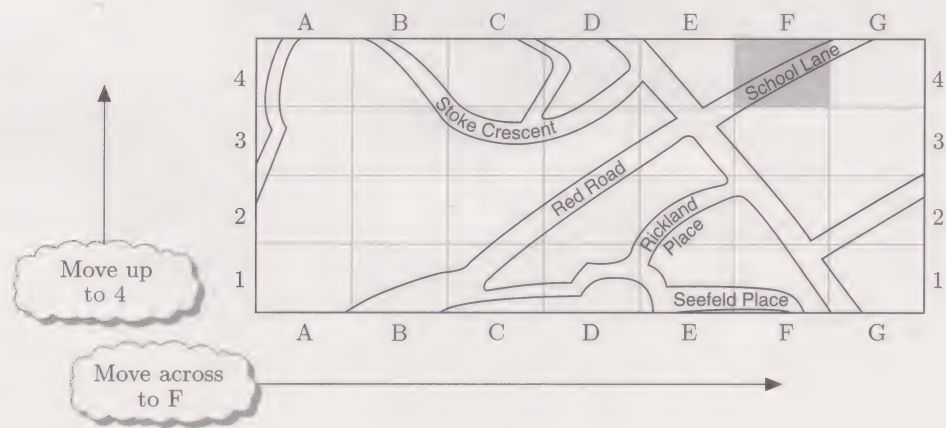 A B C D E F G
4 4
School Lane
Stoke Crescent
3 3
Red Road
2 2
Rickland
Place
Move up
to 4
1 1
Seefeld Place
A B C D E F G
Move across
to F